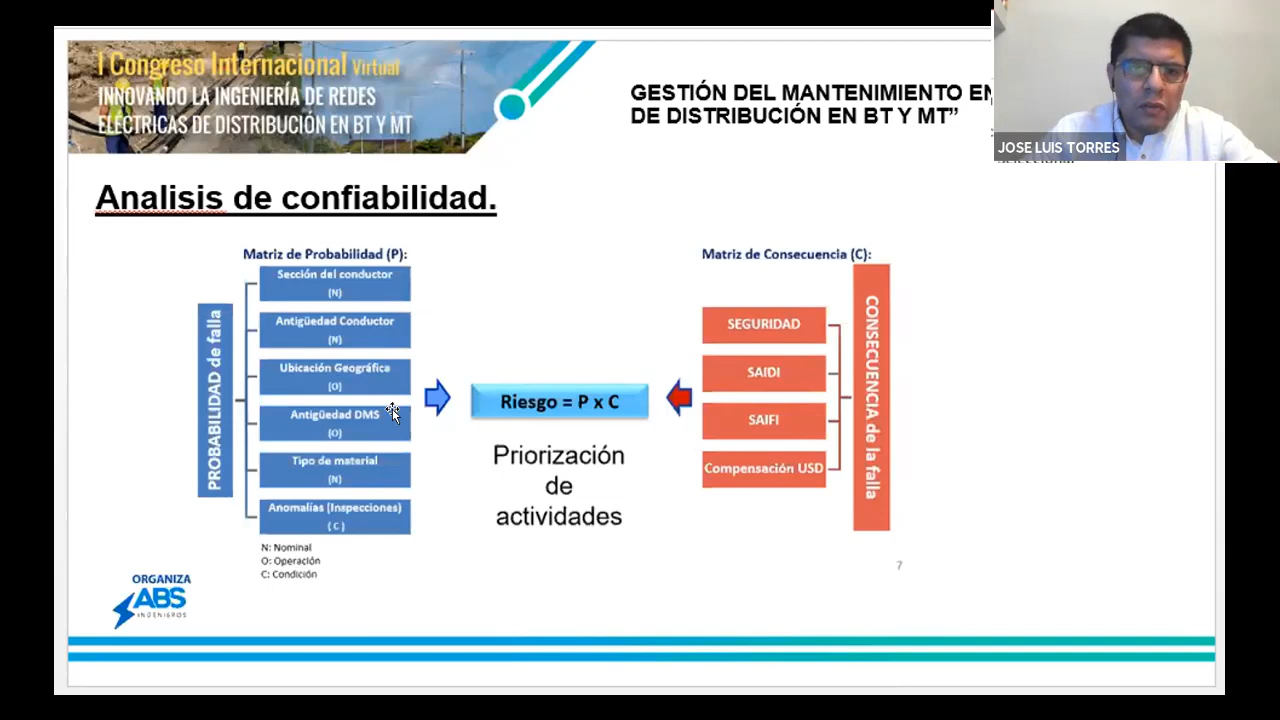 I Congreso Internacional Virtual
INNOVANDO LA INGENIERÍA DE REDES
ELÉCTRICAS DE DISTRIBUCIÓN EN BT Y MT
GESTIÓN DEL MANTENIMIENTO EN
DE DISTRIBUCIÓN EN BT Y MT”
JOSE LUIS TORRES
Analisis de confiabilidad.
Matriz de Probabilidad (P):
PROBABILIDAD de falla
Sección del conductor
(N)
Antigüedad Conductor
(N)
Ubicación Geográfica
(O)
Antigüedad DMS
(O)
Tipo de material
(N)
Anomalías (Inspecciones)
( C )
N: Nominal
O: Operación
C: Condición
Riesgo = P x C
Priorización
de
actividades
Matriz de Consecuencia (C):
SEGURIDAD
SAIDI
SAIFI
Compensación USD
CONSECUENCIA de la falla
7
ORGANIZA
ABS
INGENIEROS